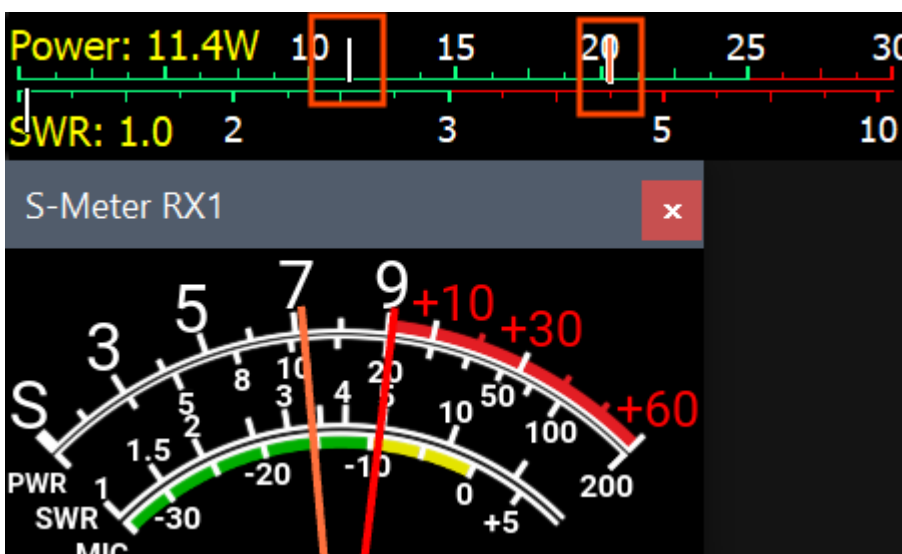 Power: 11.4W 10 15 20 25 30
SWR: 1.0 2 3 5 10
S-Meter RX1 x
S 3 5 7 9 +10 +30 +60
PWR 5 8 10 20 50 100 200
SWR 1 1.5 2 3 4 5 10
MIC -30 -20 -10 0 +5